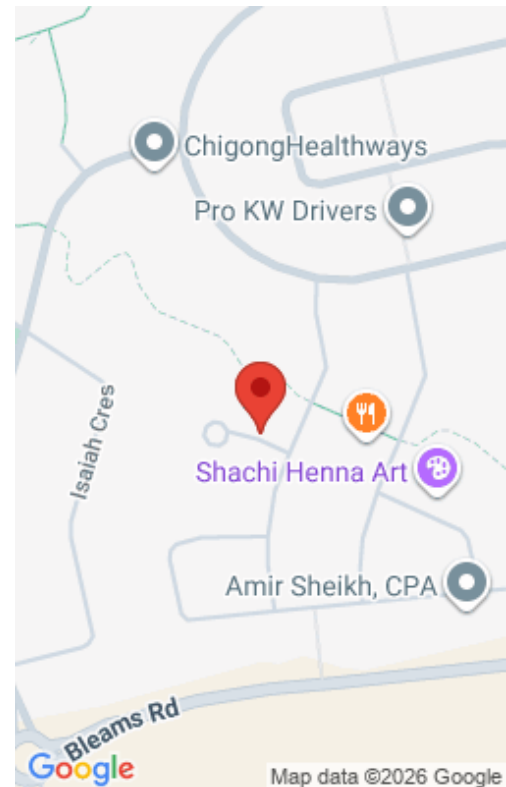 ChigongHealthways
Pro KW Drivers
Isaiah Cres
Shachi Henna Art
Amir Sheikh, CPA
Bleams Rd
Google
Map data ©2026 Google